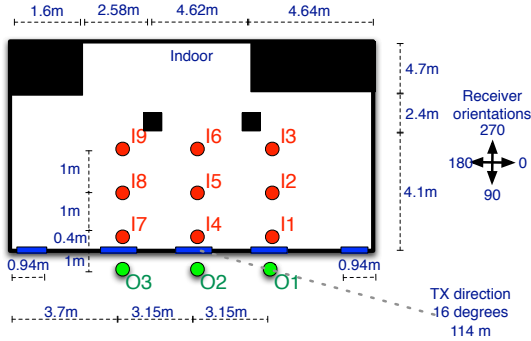 1.6m 2.58m 4.62m 4.64m
Indoor
4.7m
2.4m
4.1m
Receiver
orientations
270
180 0
90
I9 I6 I3
1m
I8 I5 I2
1m
I7 I4 I1
0.4m
0.94m 1m 0.94m
O3 O2 O1
3.7m 3.15m 3.15m
TX direction
16 degrees
114 m